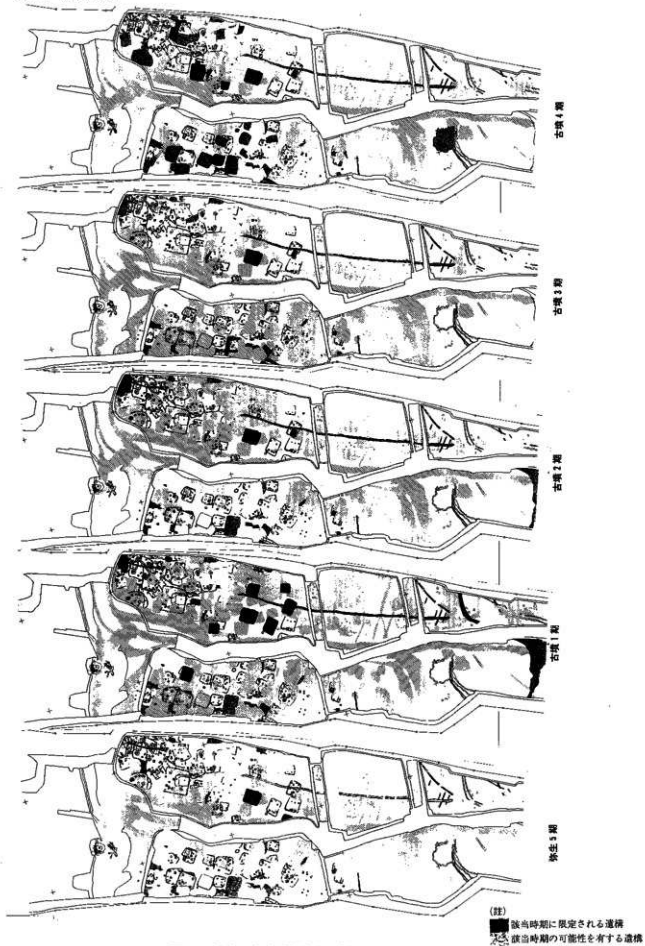 古墳4期
古墳3期
古墳2期
古墳1期
弥生5期
(註)
該当時期に限定される遺構
該当時期の可能性を有する遺構